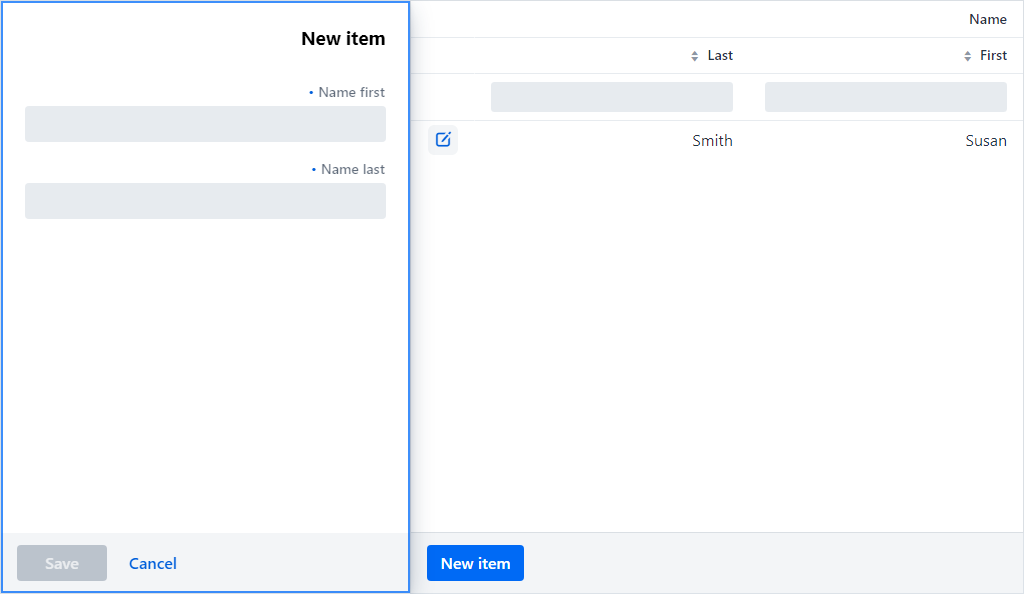 New item
• Name first
• Name last
Save
Cancel
Name
Last
First
Smith
Susan
New item